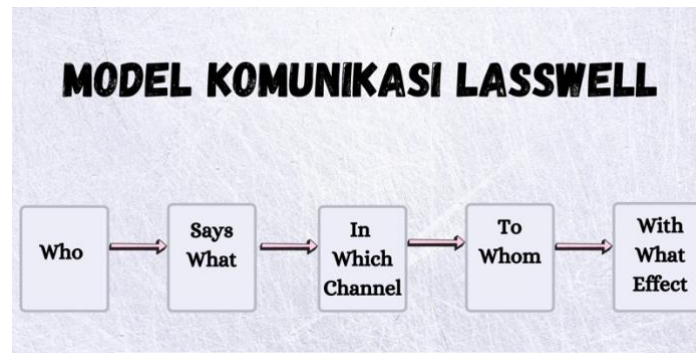 MODEL KOMUNIKASI LASSWELL
Who
Says
What
In
Which
Channel
To
Whom
With
What
Effect